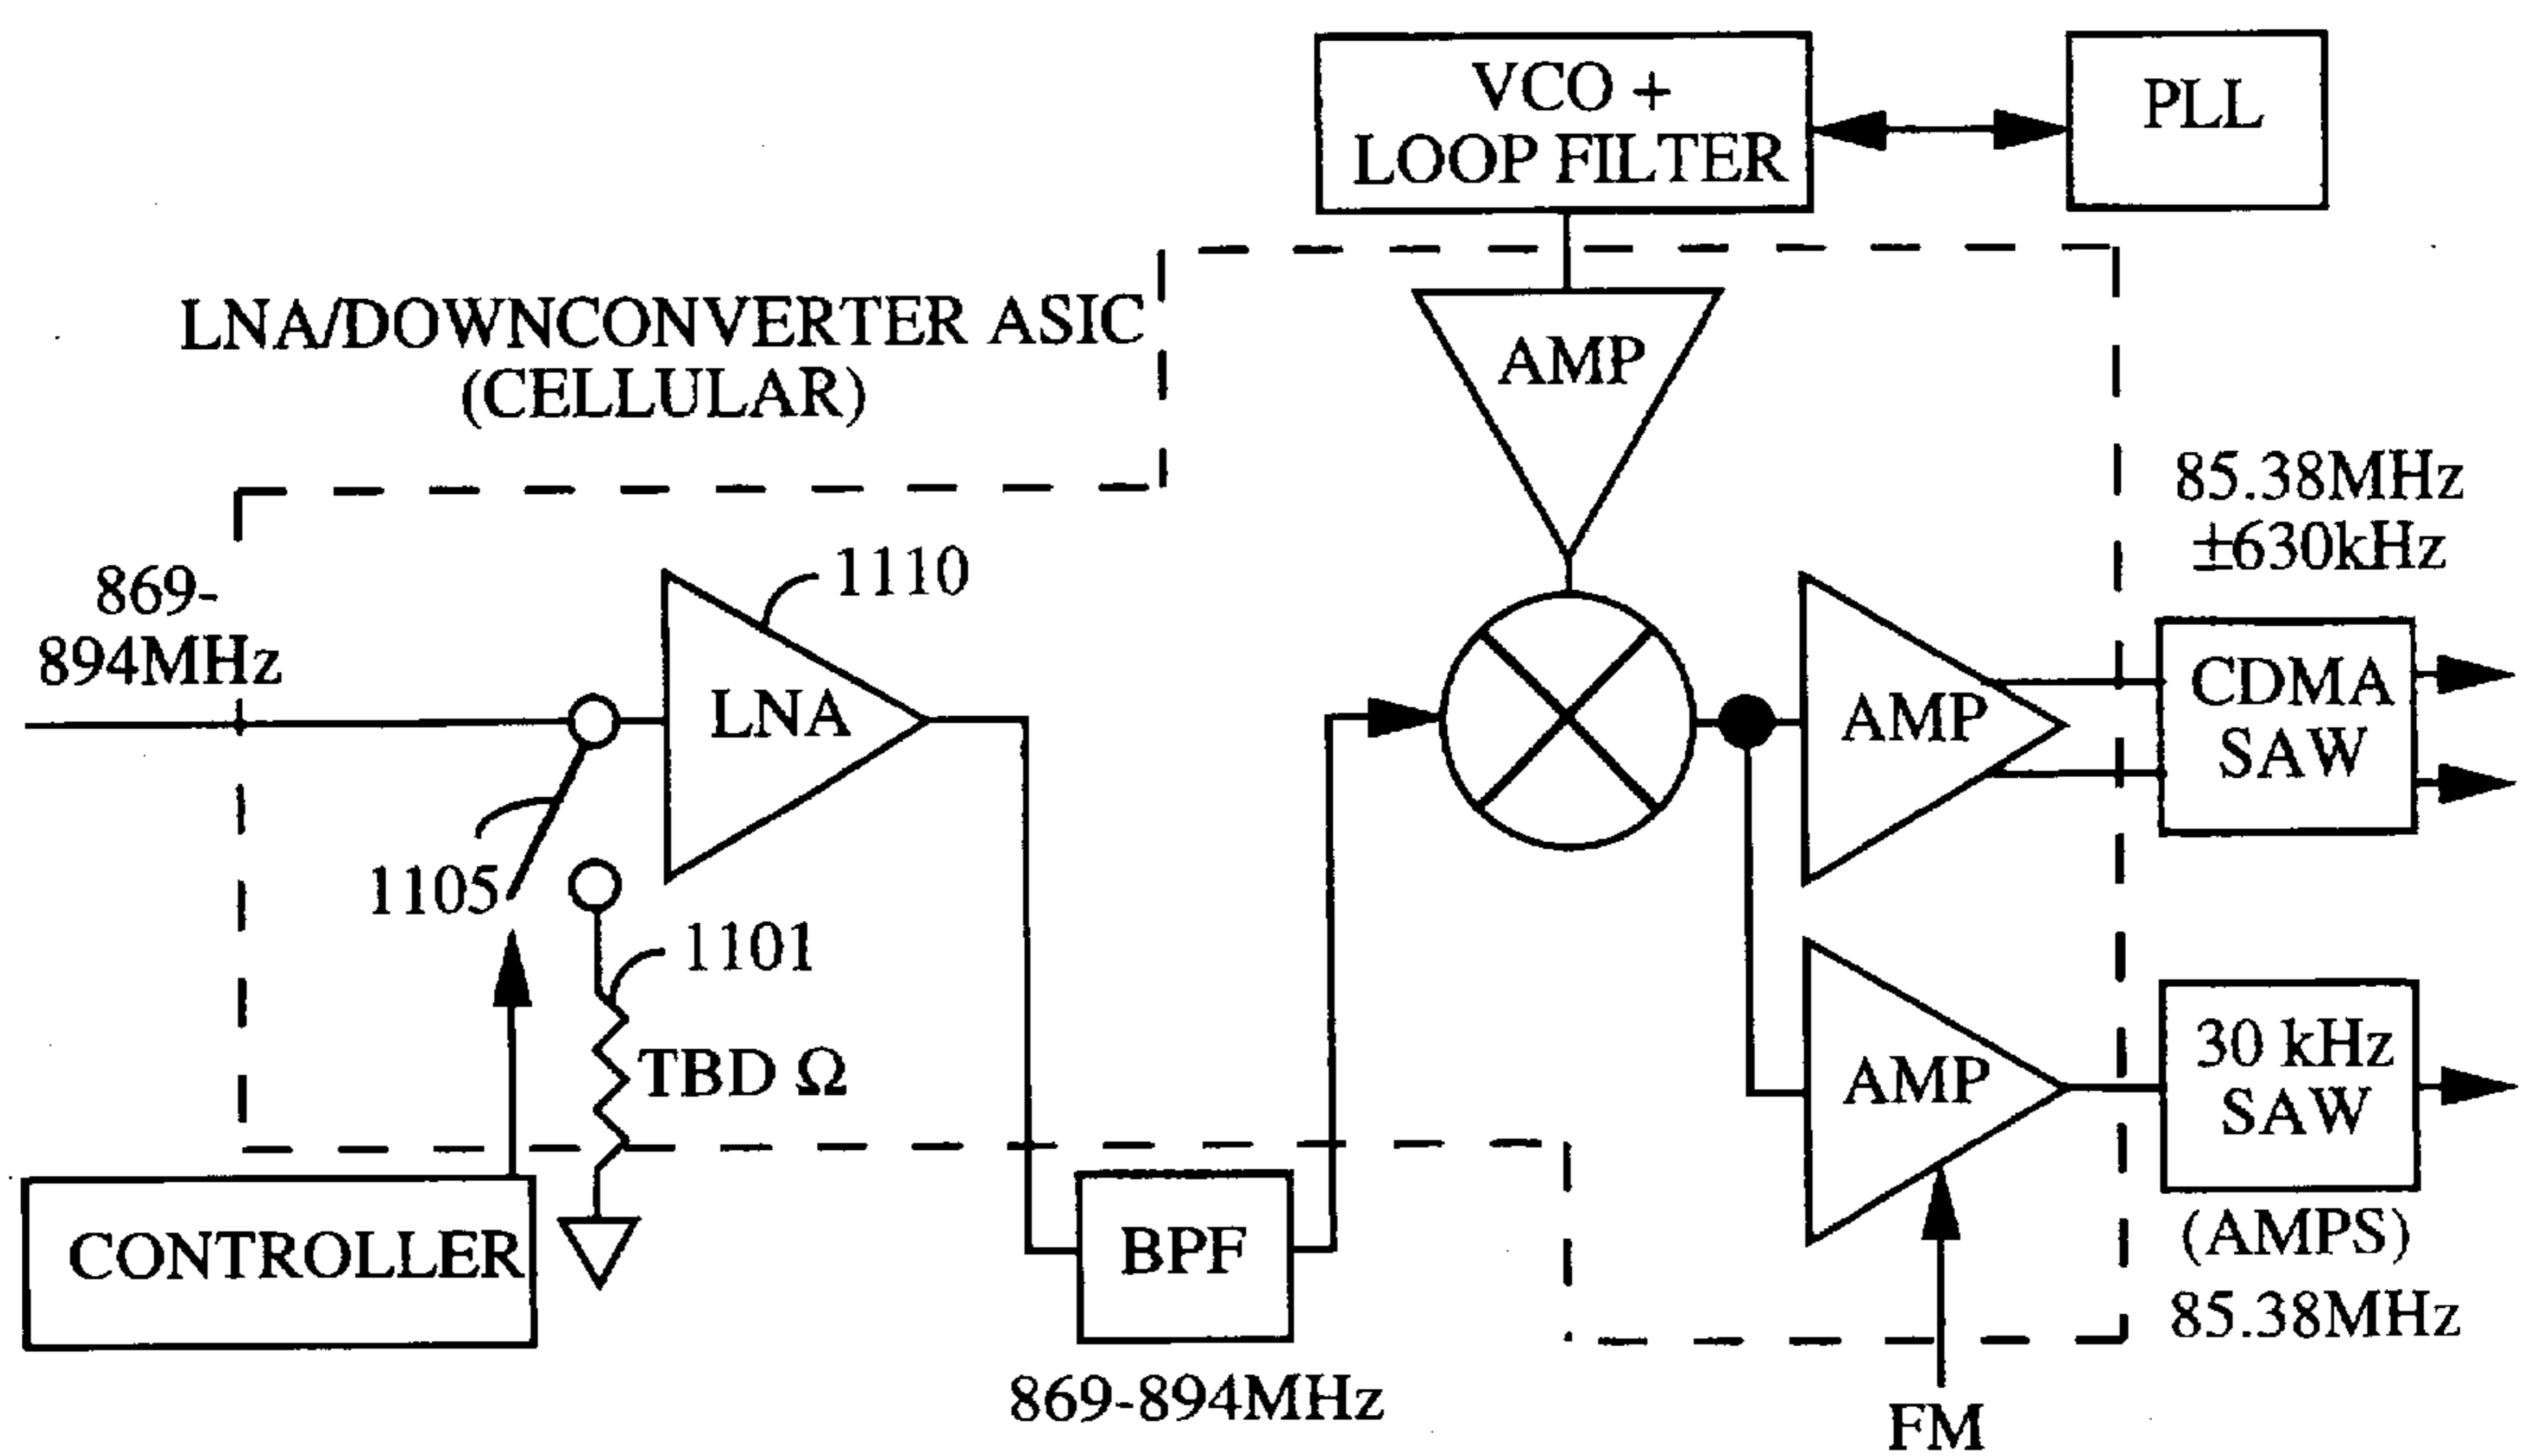 VCO +
LOOP FILTER
PLL
LNA/DOWNCONVERTER ASIC
(CELLULAR)
AMP
85.38MHz
±630kHz
869-
894MHz
1110
LNA
AMP
CDMA
SAW
1105
1101
TBD Ω
AMP
30 kHz
SAW
CONTROLLER
BPF
(AMPS)
85.38MHz
869-894MHz
FM